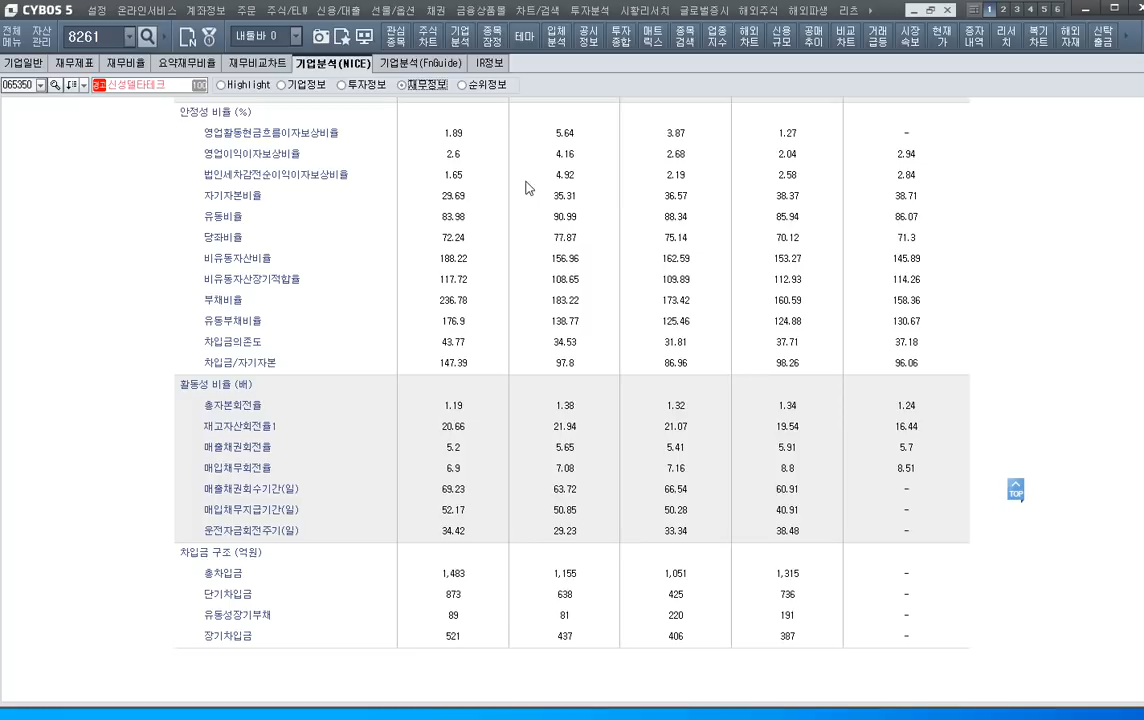 CYBOS 5 설정 온라인서비스 계좌정보 주문 주식/ELW 신용/대출 선물/옵션 채권 금융상품몰 차트/검색 투자분석 시황리서치 글로벌증시 해외주식 해외파생 리츠 1 2 3 4 5 6
전체메뉴 자산관리 8261 내툴바 0 관심종목 주식차트 기업분석 종목잠정 테마 입체분석 공시정보 투자종합 매트릭스 종목검색 업종지수 해외차트 신용규모 공매추이 비교차트 거래급등 시장속보 현재가 증자내역 리서치 복기차트 해외자재 신탁출금
기업일반 재무제표 재무비율 요약재무비율 재무비교차트 기업분석(NICE) 기업분석(FnGuide) IR정보
065350 경고 신성델타테크 100 Highlight 기업정보 투자정보 재무정보 순위정보
안정성 비율 (%)
영업활동현금흐름이자보상비율 1.89 5.64 3.87 1.27 -
영업이익이자보상비율 2.6 4.16 2.68 2.04 2.94
법인세차감전순이익이자보상비율 1.65 4.92 2.19 2.58 2.84
자기자본비율 29.69 35.31 36.57 38.37 38.71
유동비율 83.98 90.99 88.34 85.94 86.07
당좌비율 72.24 77.87 75.14 70.12 71.3
비유동자산비율 188.22 156.96 162.59 153.27 145.89
비유동자산장기적합률 117.72 108.65 109.89 112.93 114.26
부채비율 236.78 183.22 173.42 160.59 158.36
유동부채비율 176.9 138.77 125.46 124.88 130.67
차입금의존도 43.77 34.53 31.81 37.71 37.18
차입금/자기자본 147.39 97.8 86.96 98.26 96.06
활동성 비율 (배)
총자본회전율 1.19 1.38 1.32 1.34 1.24
재고자산회전율1 20.66 21.94 21.07 19.54 16.44
매출채권회전율 5.2 5.65 5.41 5.91 5.7
매입채무회전율 6.9 7.08 7.16 8.8 8.51
매출채권회수기간(일) 69.23 63.72 66.54 60.91 -
매입채무지급기간(일) 52.17 50.85 50.28 40.91 -
운전자금회전주기(일) 34.42 29.23 33.34 38.48 -
TOP
차입금 구조 (억원)
총차입금 1,483 1,155 1,051 1,315 -
단기차입금 873 638 425 736 -
유동성장기부채 89 81 220 191 -
장기차입금 521 437 406 387 -